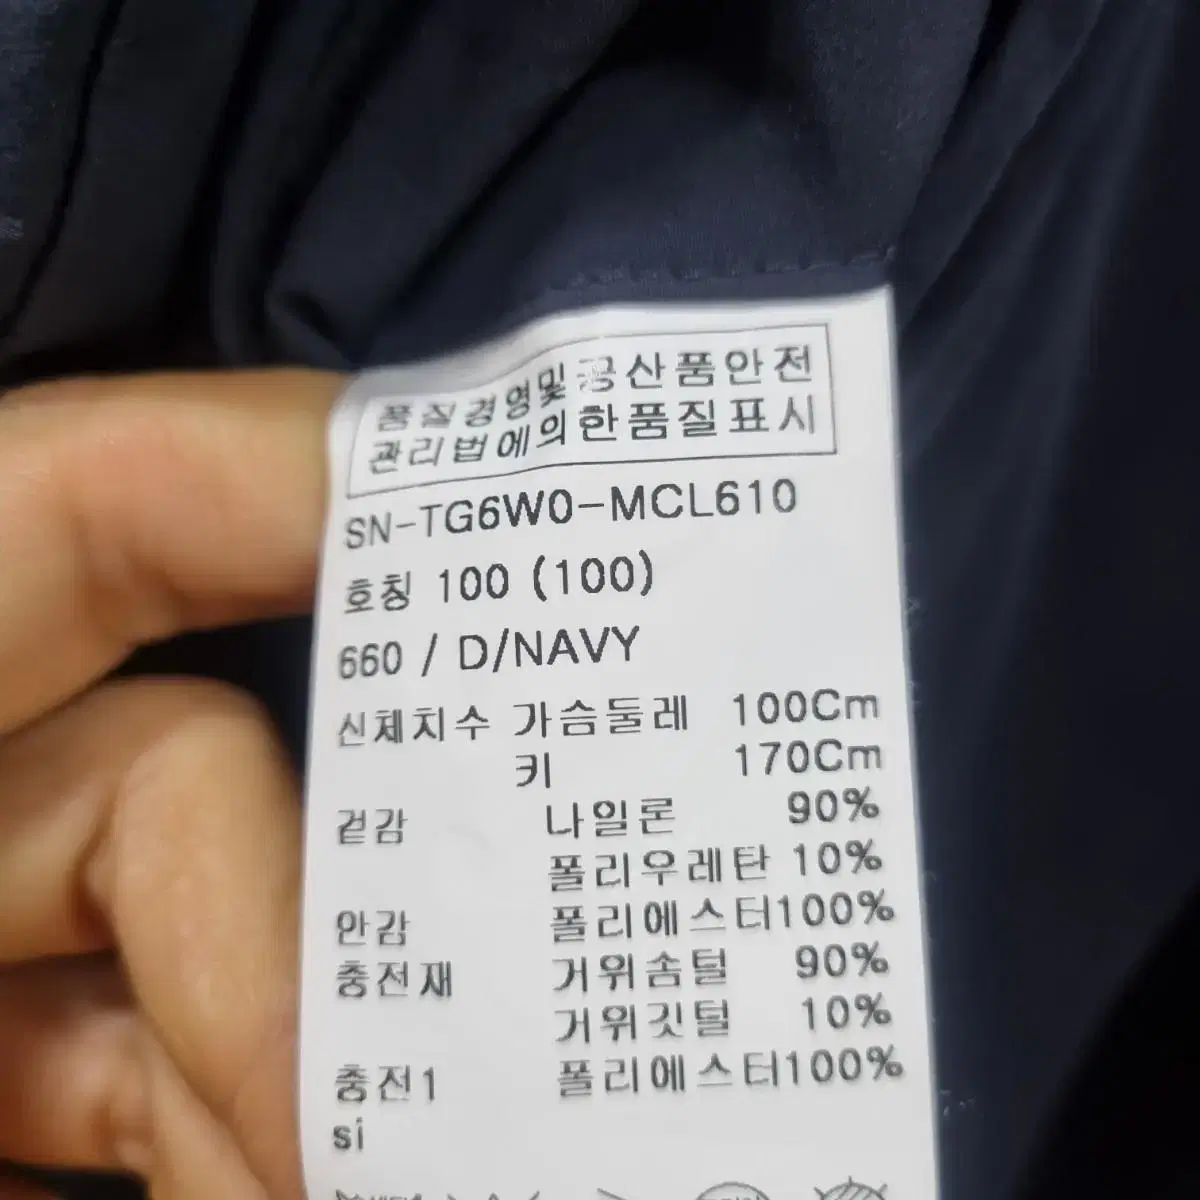 품질경영및공산품안전
관리법에의한품질표시
SN-TG6W0-MCL610
호칭 100 (100)
660 / D/NAVY
신체치수 가슴둘레 100Cm
키 170Cm
겉감 나일론 90%
폴리우레탄 10%
안감 폴리에스터100%
충전재 거위솜털 90%
거위깃털 10%
충전1 폴리에스터100%
si